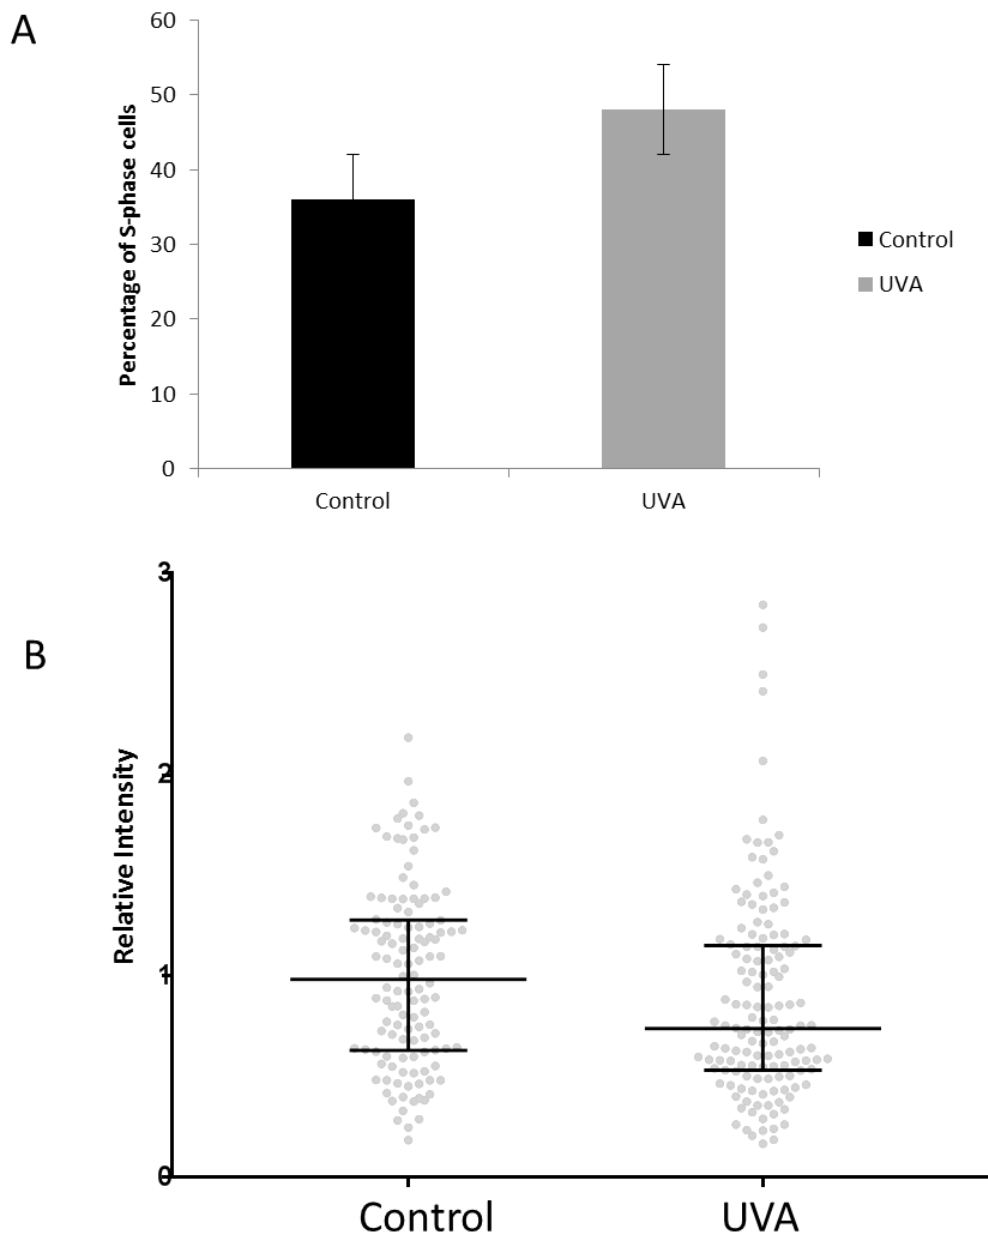 A
60
50
40
30
20
10
0
Percentage of S-phase cells
Control
UVA
Control
UVA
B
3
2
1
0
Relative Intensity
Control
UVA